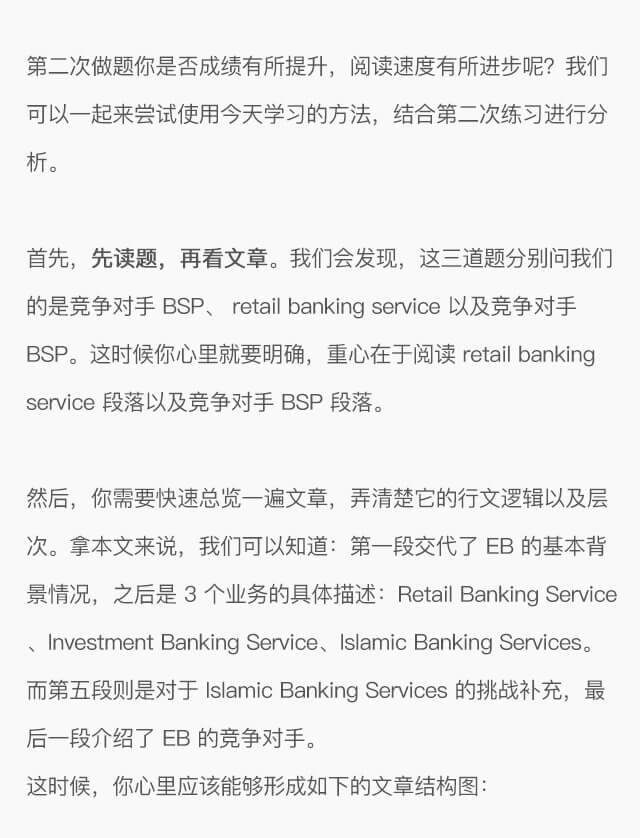 第二次做题你是否成绩有所提升，阅读速度有所进步呢？我们
可以一起来尝试使用今天学习的方法，结合第二次练习进行分
析。
首先，先读题，再看文章。我们会发现，这三道题分别问我们
的是竞争对手 BSP、 retail banking service 以及竞争对手
BSP。这时候你心里就要明确，重心在于阅读 retail banking
service 段落以及竞争对手 BSP 段落。
然后，你需要快速总览一遍文章，弄清楚它的行文逻辑以及层
次。拿本文来说，我们可以知道：第一段交代了 EB 的基本背
景情况，之后是 3 个业务的具体描述：Retail Banking Service
、Investment Banking Service、Islamic Banking Services。
而第五段则是对于 Islamic Banking Services 的挑战补充，最
后一段介绍了 EB 的竞争对手。
这时候，你心里应该能够形成如下的文章结构图：